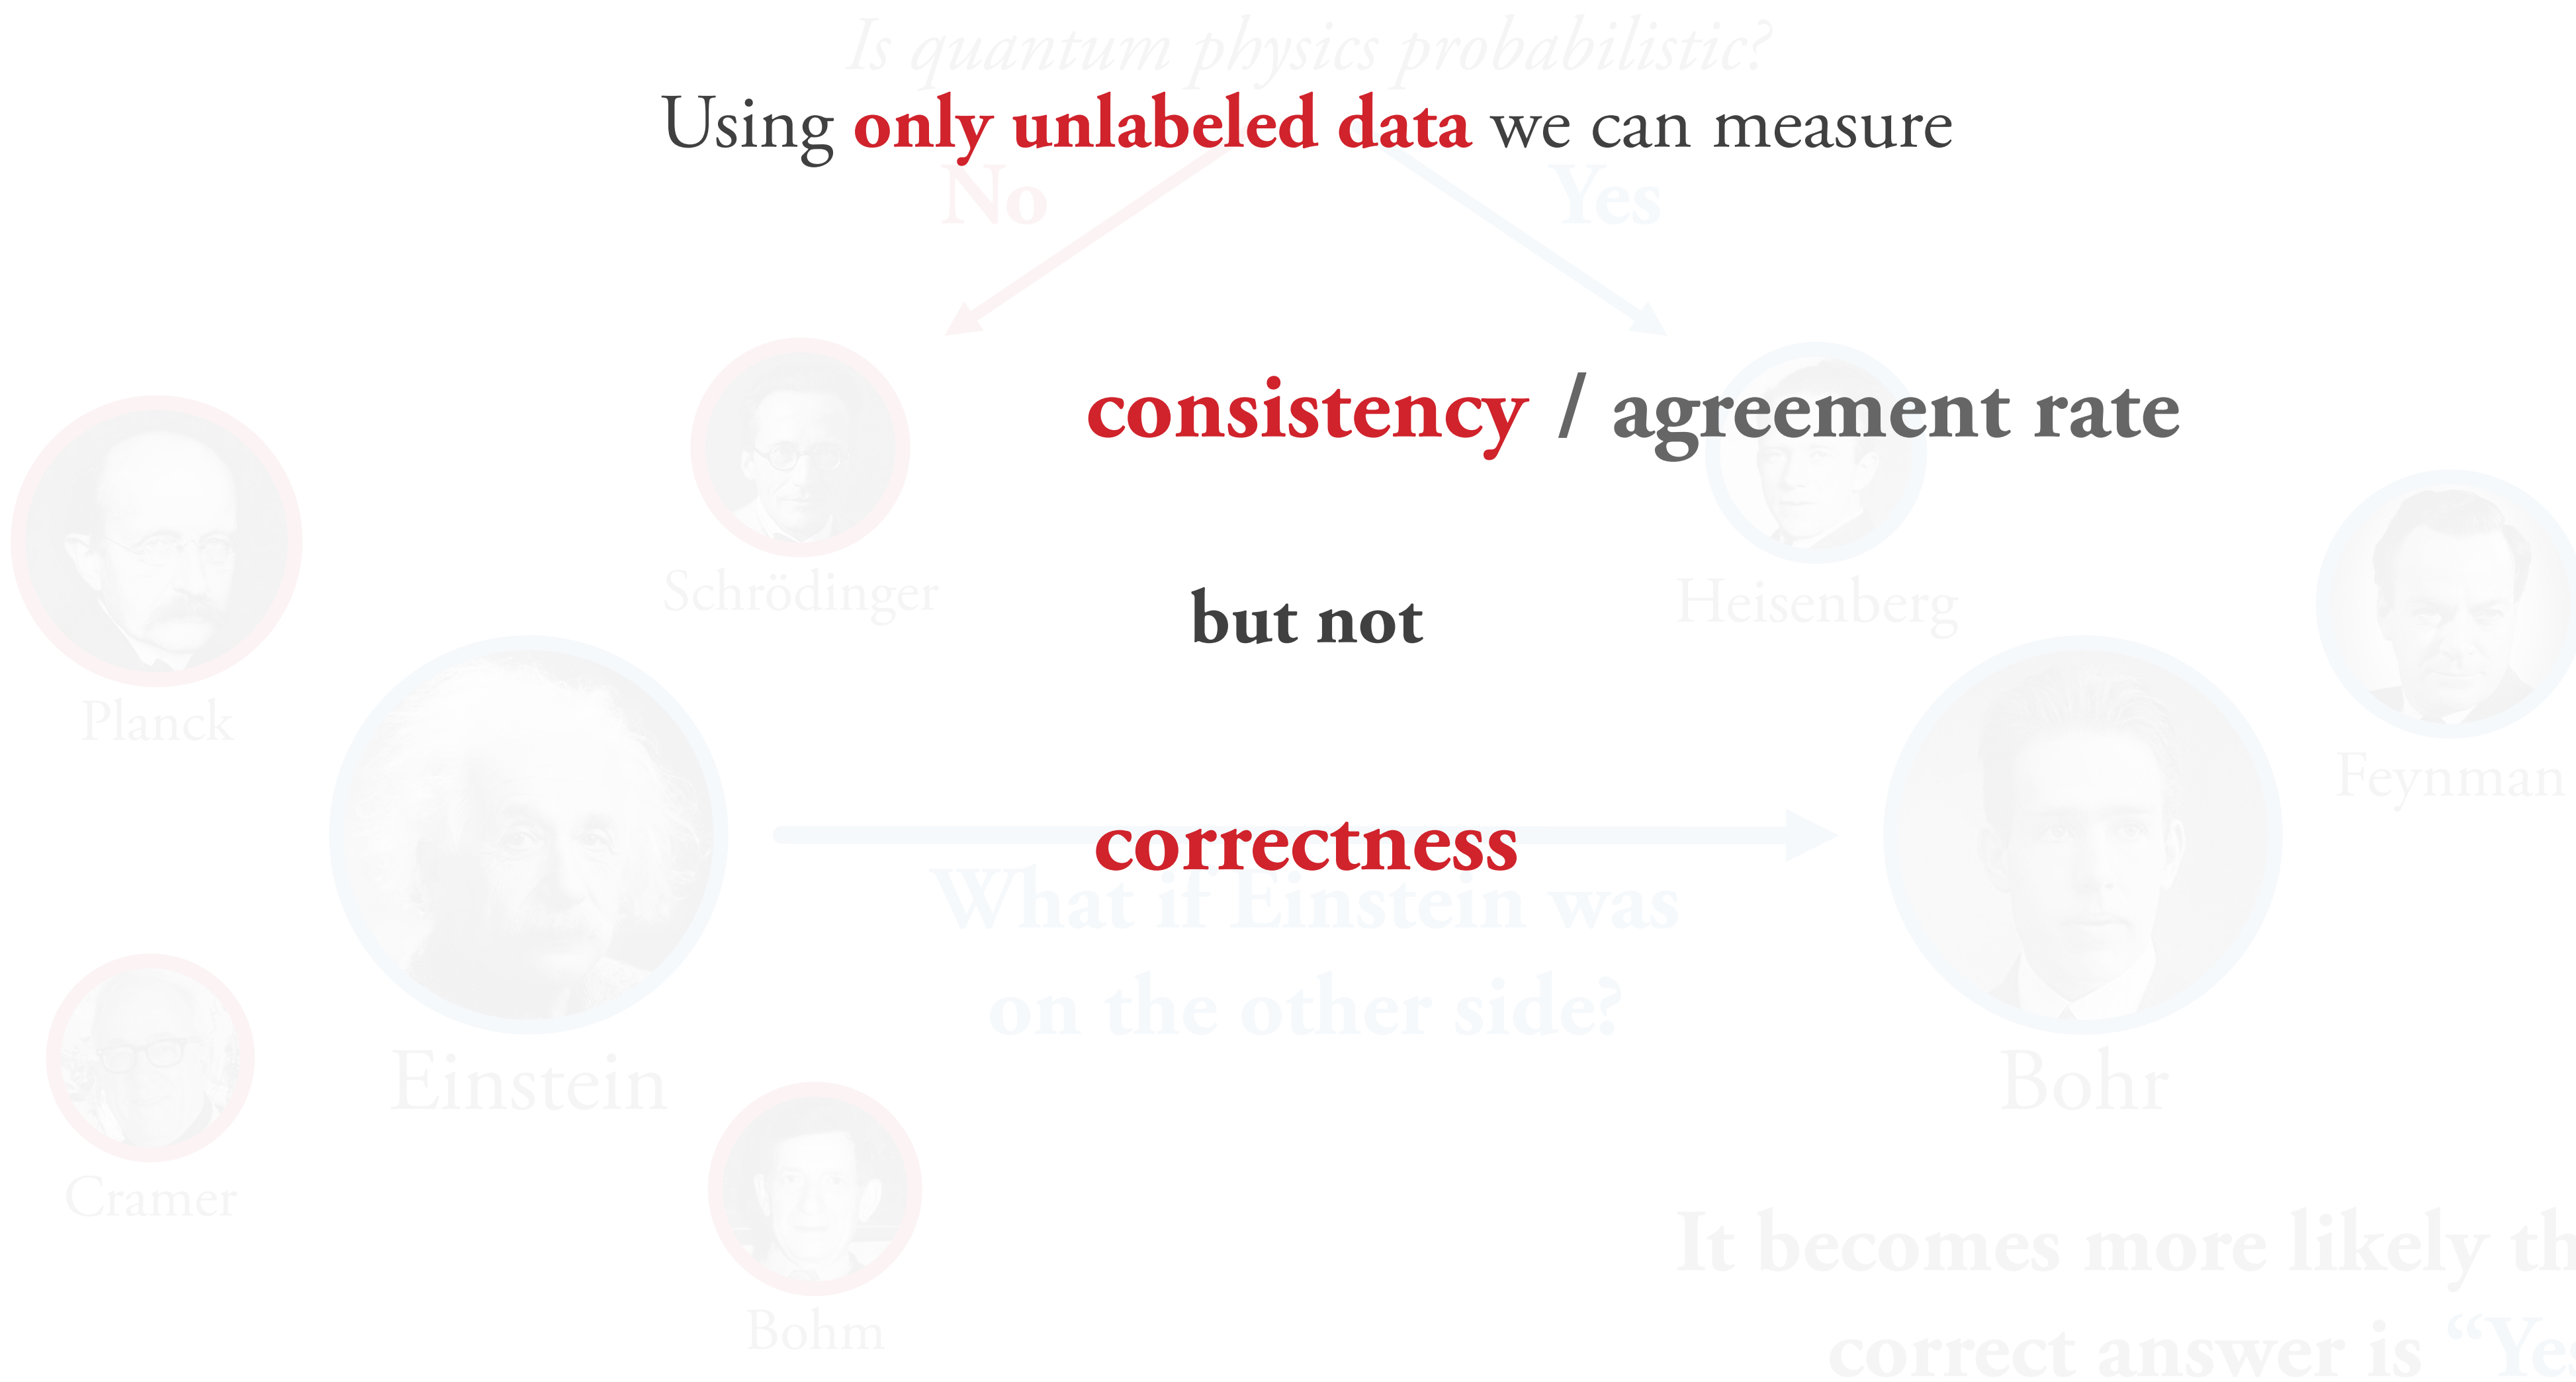 Is quantum physics probabilistic?
Using only unlabeled data we can measure
No
Yes
consistency / agreement rate
Schrödinger
Heisenberg
but not
Planck
Feynman
correctness
What if Einstein was
on the other side?
Einstein
Bohr
Cramer
Bohm
It becomes more likely th
correct answer is “Yes